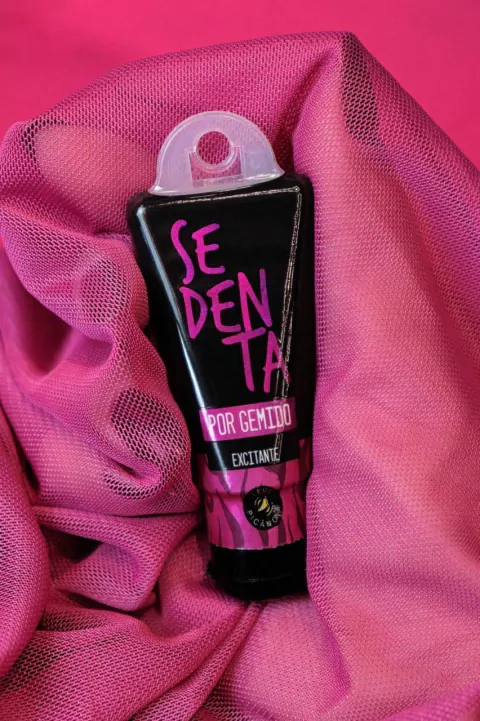 SE
DEN
TA
POR GEMIDO
EXCITANTE